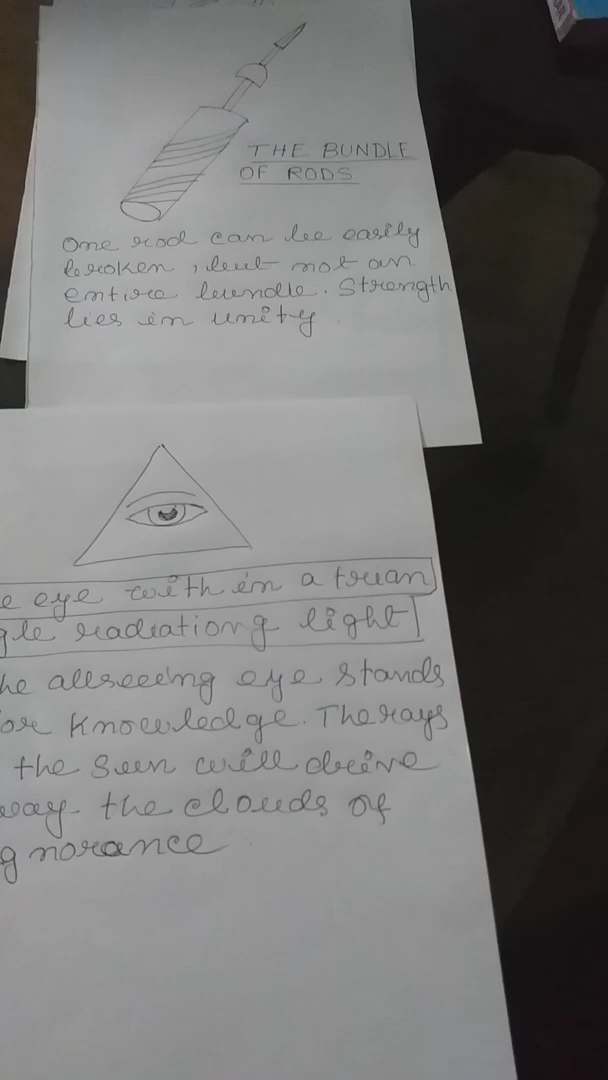 THE BUNDLE
OF RODS
One rod can be easily
broken, but not an
entire bundle. Strength
lies in unity.
e eye with in a trian
gle radiationg light
he allseeing eye stands
or Knowledge. The rays
the sun will drive
way the clouds of
gnorance